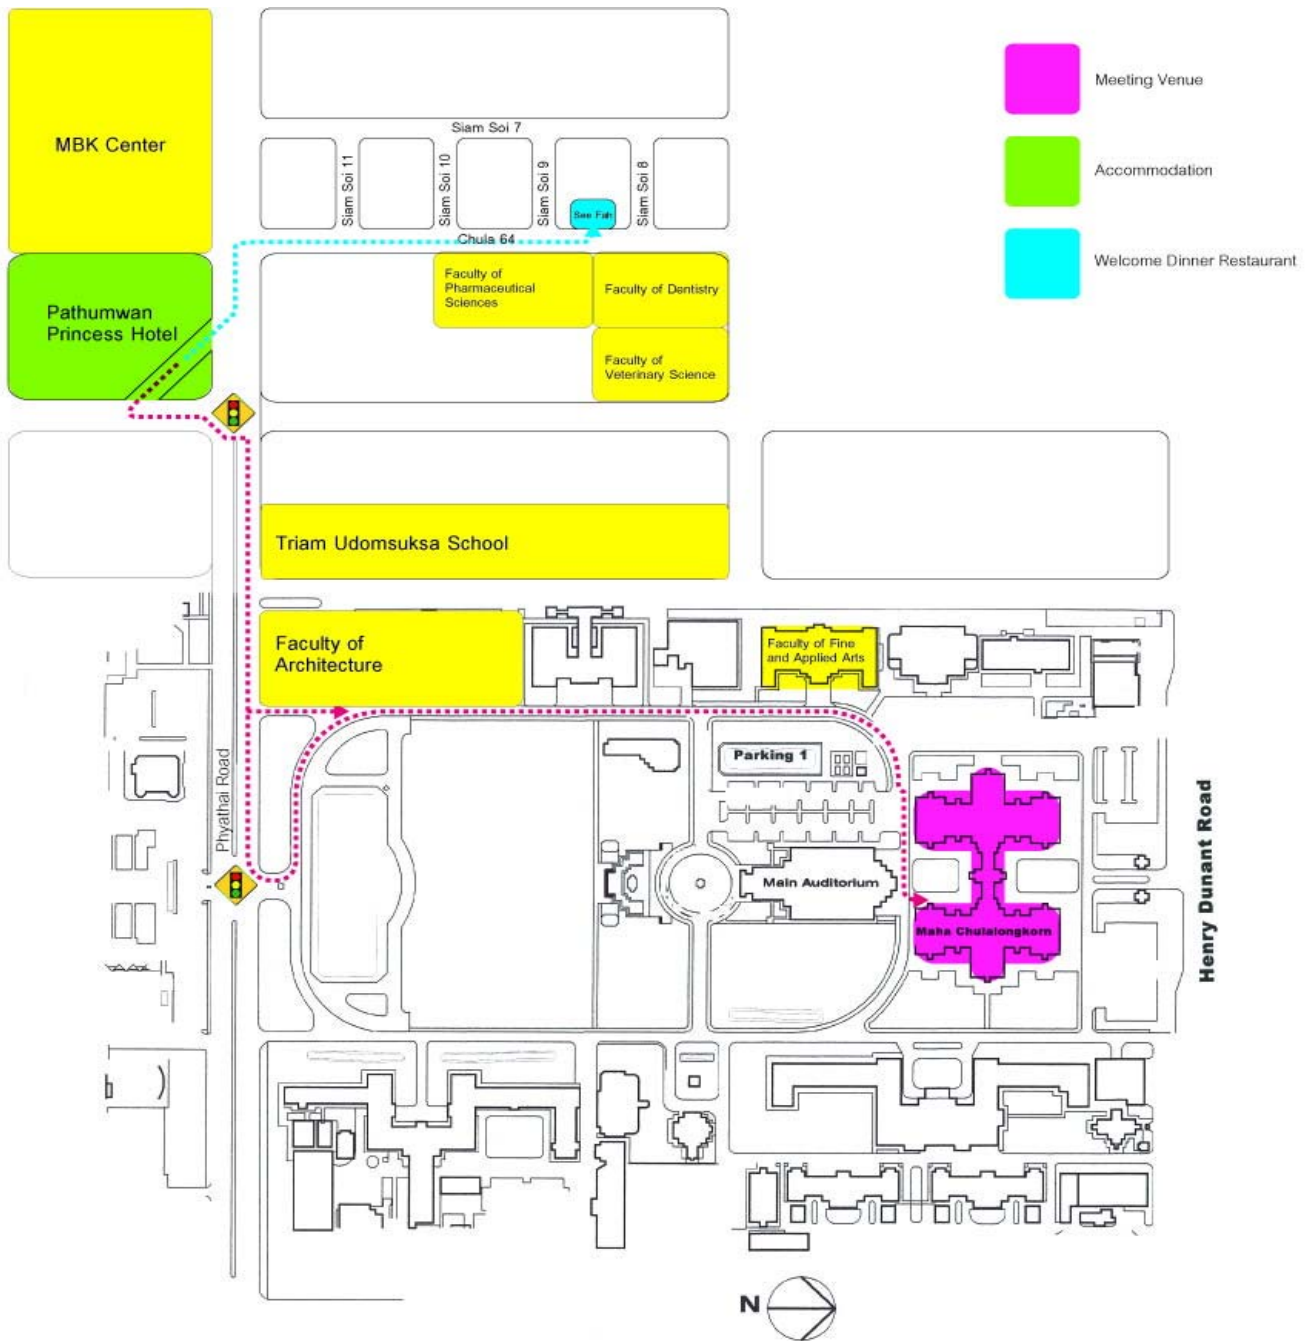 Meeting Venue
Siam Soi 7
MBK Center
Accommodation
Siam Soi 11
Siam Soi 10
Siam Soi 9
Siam Soi 8
See Fah
Chula 64
Welcome Dinner Restaurant
Faculty of
Pharmaceutical
Sciences
Faculty of Dentistry
Pathumwan
Princess Hotel
Faculty of
Veterinary Science
Triam Udomsuksa School
Faculty of
Architecture
Faculty of Fine
and Applied Arts
Parking 1
Phyathai Road
Main Auditorium
Maha Chulalongkorn
Henry Dunant Road
N